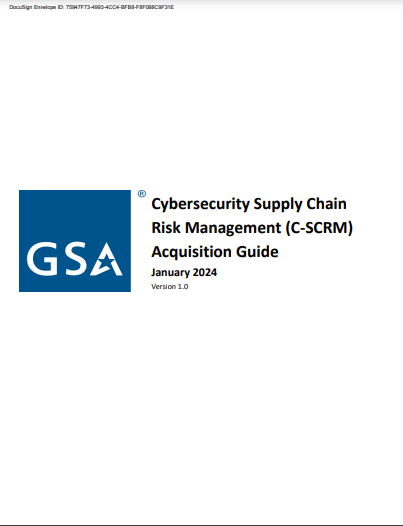 DocuSign Envelope ID: 75947F73-4993-4CC4-BFB8-F8F088C9F31E
GSA
®
Cybersecurity Supply Chain
Risk Management (C-SCRM)
Acquisition Guide
January 2024
Version 1.0